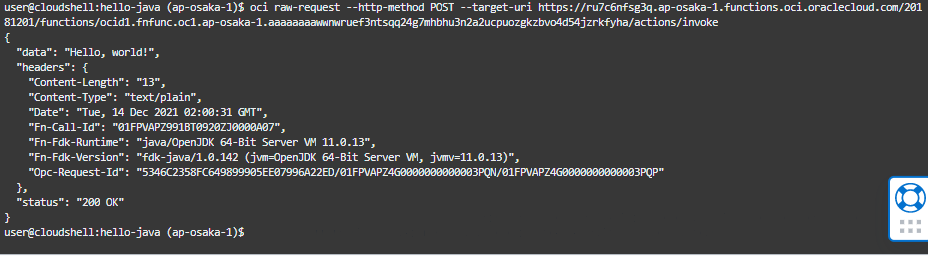 user@cloudshell:hello-java (ap-osaka-1)$ oci raw-request --http-method POST --target-uri https://ru7c6nfsg3q.ap-osaka-1.functions.oci.oraclecloud.com/20
181201/functions/ocid1.fnfunc.oc1.ap-osaka-1.aaaaaaaawwnwruef3ntsqq24g7mhbhu3n2a2ucpuozgkzbvo4d54jzrkfyha/actions/invoke
{
  "data": "Hello, world!",
  "headers": {
    "Content-Length": "13",
    "Content-Type": "text/plain",
    "Date": "Tue, 14 Dec 2021 02:00:31 GMT",
    "Fn-Call-Id": "01FPVAPZ991BT0920ZJ0000A07",
    "Fn-Fdk-Runtime": "java/OpenJDK 64-Bit Server VM 11.0.13",
    "Fn-Fdk-Version": "fdk-java/1.0.142 (jvm=OpenJDK 64-Bit Server VM, jvmv=11.0.13)",
    "Opc-Request-Id": "5346C2358FC649899905EE07996A22ED/01FPVAPZ4G0000000000003PQN/01FPVAPZ4G0000000000003PQP"
  },
  "status": "200 OK"
}
user@cloudshell:hello-java (ap-osaka-1)$